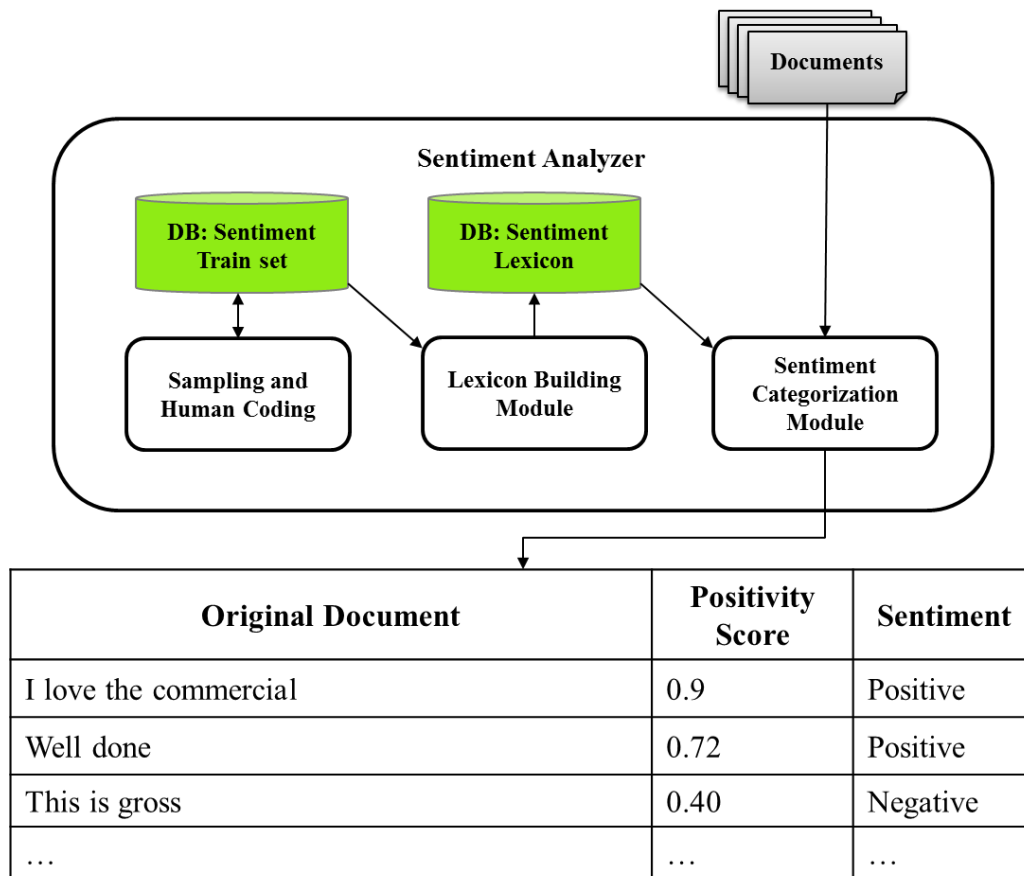 Documents
Sentiment Analyzer
DB: Sentiment
Train set
DB: Sentiment
Lexicon
Sampling and
Human Coding
Lexicon Building
Module
Sentiment
Categorization
Module
Original Document
Positivity
Score
Sentiment
I love the commercial
0.9
Positive
Well done
0.72
Positive
This is gross
0.40
Negative
…
…
…